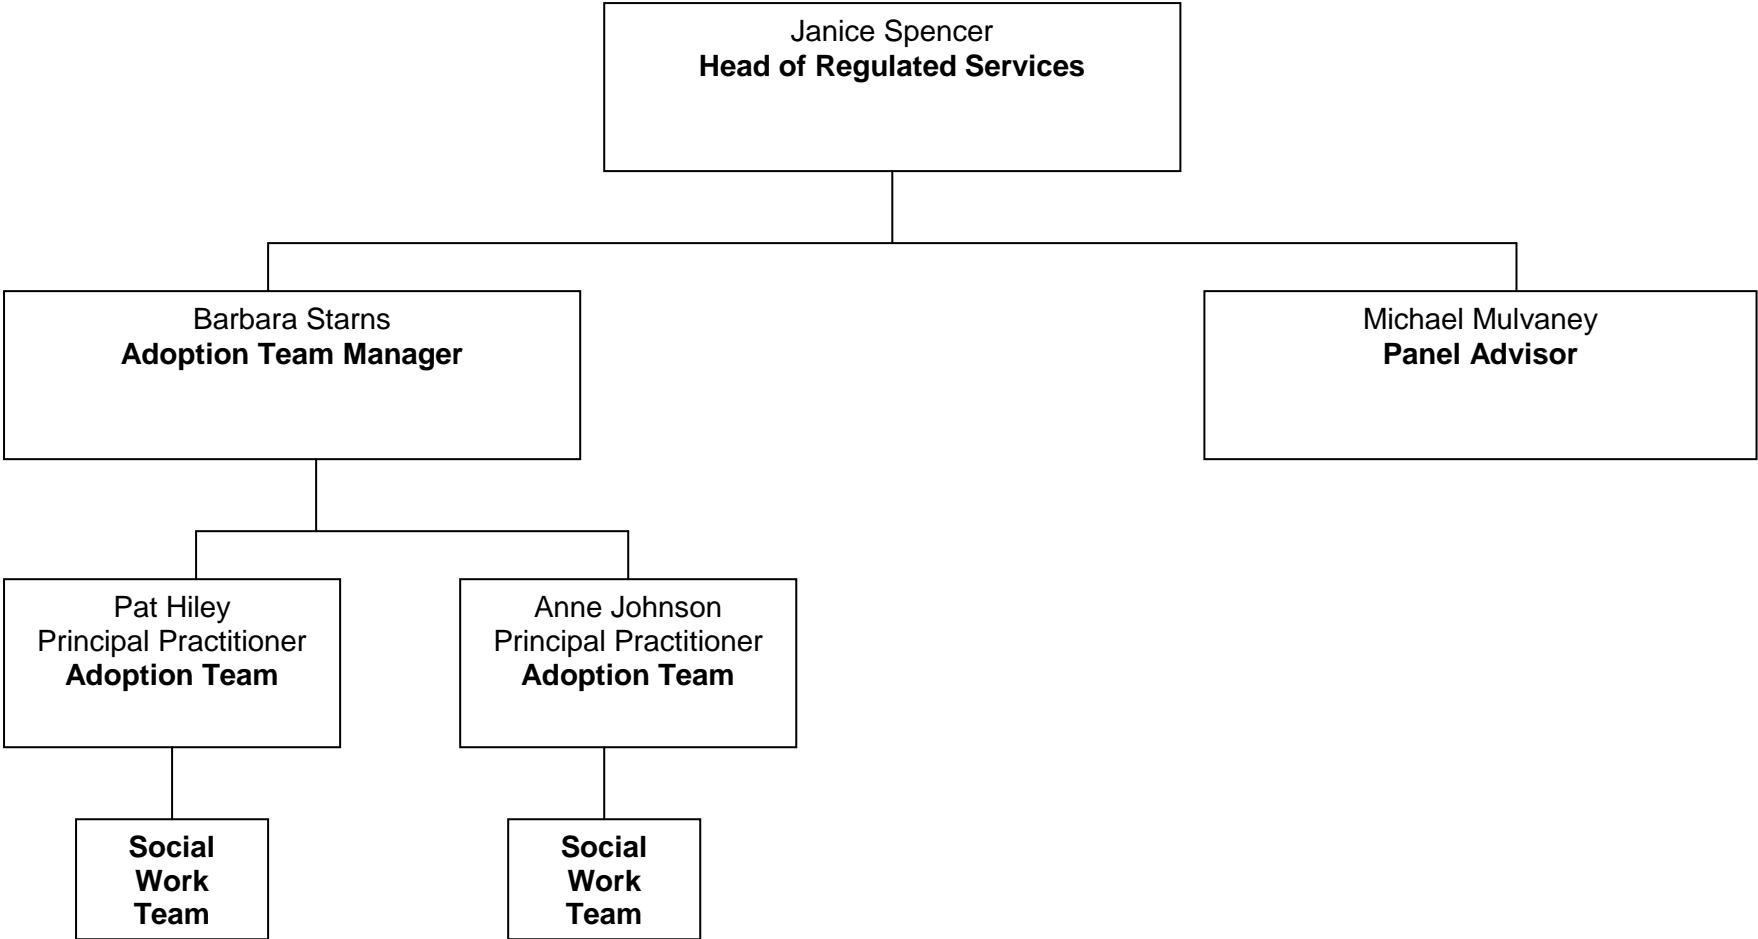 Janice Spencer
Head of Regulated Services
Barbara Starns
Adoption Team Manager
Michael Mulvaney
Panel Advisor
Pat Hiley
Principal Practitioner
Adoption Team
Anne Johnson
Principal Practitioner
Adoption Team
Social
Work
Team
Social
Work
Team